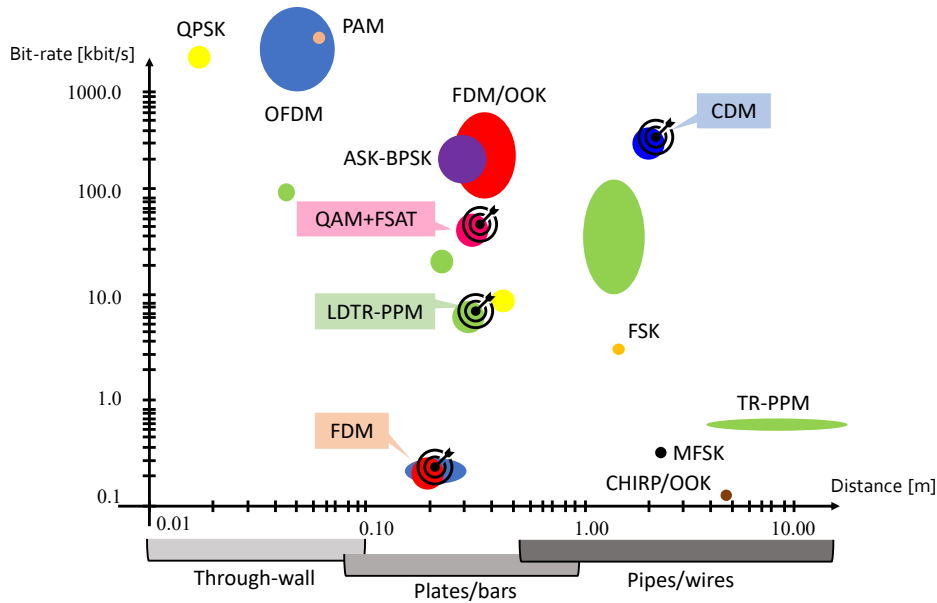 QPSK
PAM
Bit-rate [kbit/s]
1000.0
OFDM
FDM/OOK
CDM
ASK-BPSK
100.0
QAM+FSAT
10.0
LDTR-PPM
FSK
1.0
TR-PPM
FDM
MFSK
CHIRP/OOK
0.1
Distance [m]
0.01
0.10
1.00
10.00
Through-wall
Plates/bars
Pipes/wires